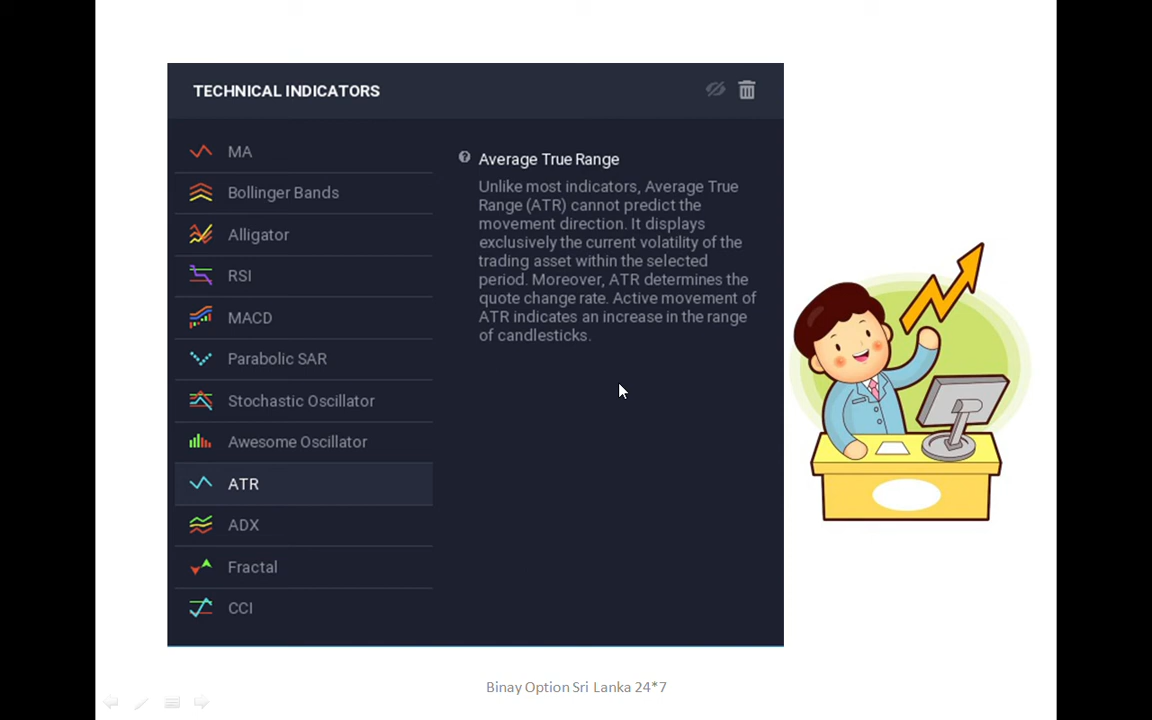 TECHNICAL INDICATORS
MA
Bollinger Bands
Alligator
RSI
MACD
Parabolic SAR
Stochastic Oscillator
Awesome Oscillator
ATR
ADX
Fractal
CCI
Average True Range
Unlike most indicators, Average True
Range (ATR) cannot predict the
movement direction. It displays
exclusively the current volatility of the
trading asset within the selected
period. Moreover, ATR determines the
quote change rate. Active movement of
ATR indicates an increase in the range
of candlesticks.
Binay Option Sri Lanka 24*7